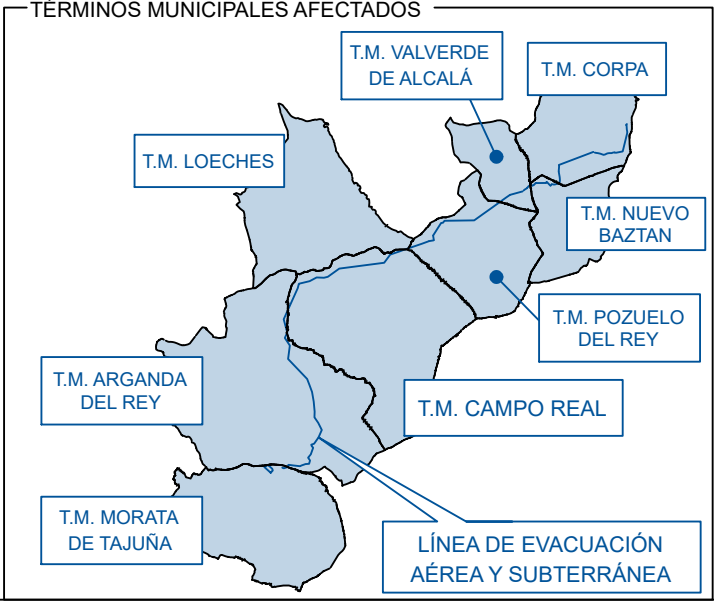 TÉRMINOS MUNICIPALES AFECTADOS
T.M. VALVERDE
DE ALCALÁ
T.M. CORPA
T.M. LOECHES
T.M. NUEVO
BAZTAN
T.M. POZUELO
DEL REY
T.M. ARGANDA
DEL REY
T.M. CAMPO REAL
T.M. MORATA
DE TAJUÑA
LÍNEA DE EVACUACIÓN
AÉREA Y SUBTERRÁNEA